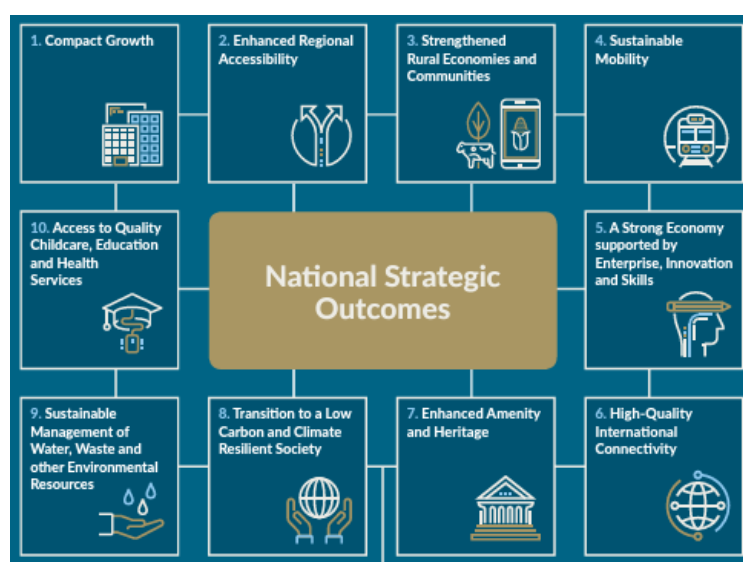 1. Compact Growth
2. Enhanced Regional
Accessibility
3. Strengthened
Rural Economies and
Communities
4. Sustainable
Mobility
10. Access to Quality
Childcare, Education
and Health
Services
National Strategic
Outcomes
5. A Strong Economy
supported by
Enterprise, Innovation
and Skills
9. Sustainable
Management of
Water, Waste and
other Environmental
Resources
8. Transition to a Low
Carbon and Climate
Resilient Society
7. Enhanced Amenity
and Heritage
6. High-Quality
International
Connectivity